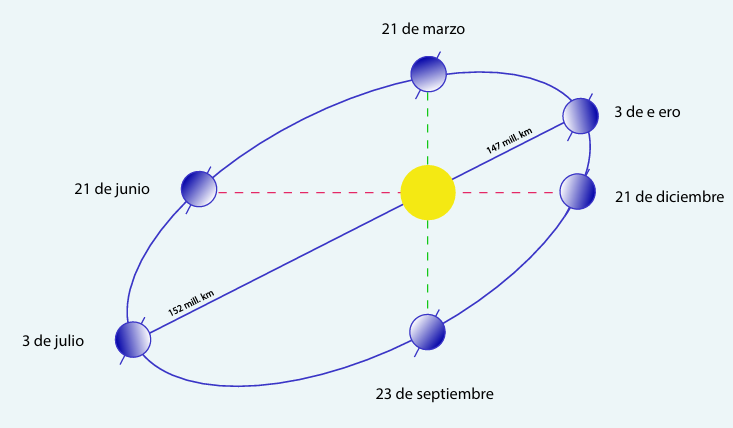 21 de marzo
3 de e ero
147 mill. km
21 de junio
21 de diciembre
152 mill. km
3 de julio
23 de septiembre